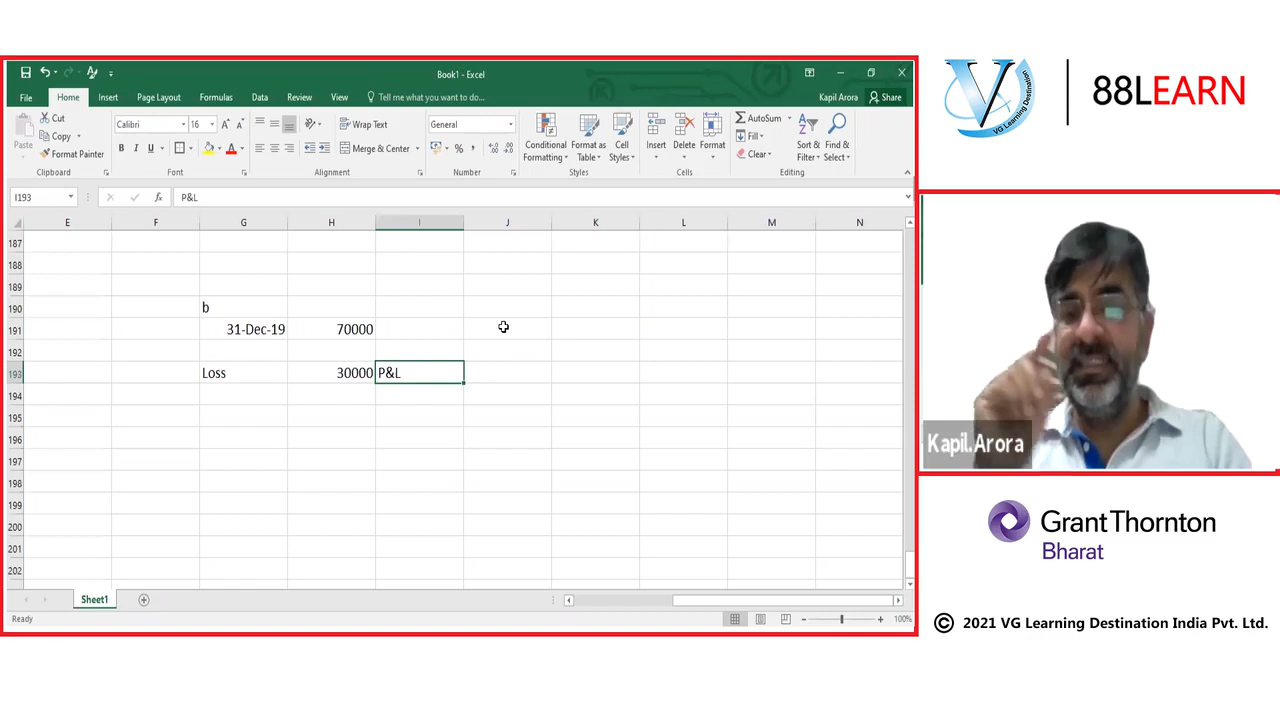 Book1 - Excel
File Home Insert Page Layout Formulas Data Review View Tell me what you want to do... Kapil Arora Share
Paste
Cut
Copy
Format Painter
Clipboard
Calibri 16
B I U
Font
Wrap Text
Merge & Center
Alignment
General
%
Number
Conditional Formatting
Format as Table
Cell Styles
Styles
Insert Delete Format
Cells
AutoSum
Fill
Clear
Sort & Filter
Find & Select
Editing
I193 fx P&L
E F G H I J K L M N
187
188
189
190 b
191 31-Dec-19 70000
192
193 Loss 30000 P&L
194
195
196
197
198
199
200
201
202
Sheet1
Ready 100%
VG Learning Destination
88LEARN
Kapil.Arora
Grant Thornton
Bharat
© 2021 VG Learning Destination India Pvt. Ltd.